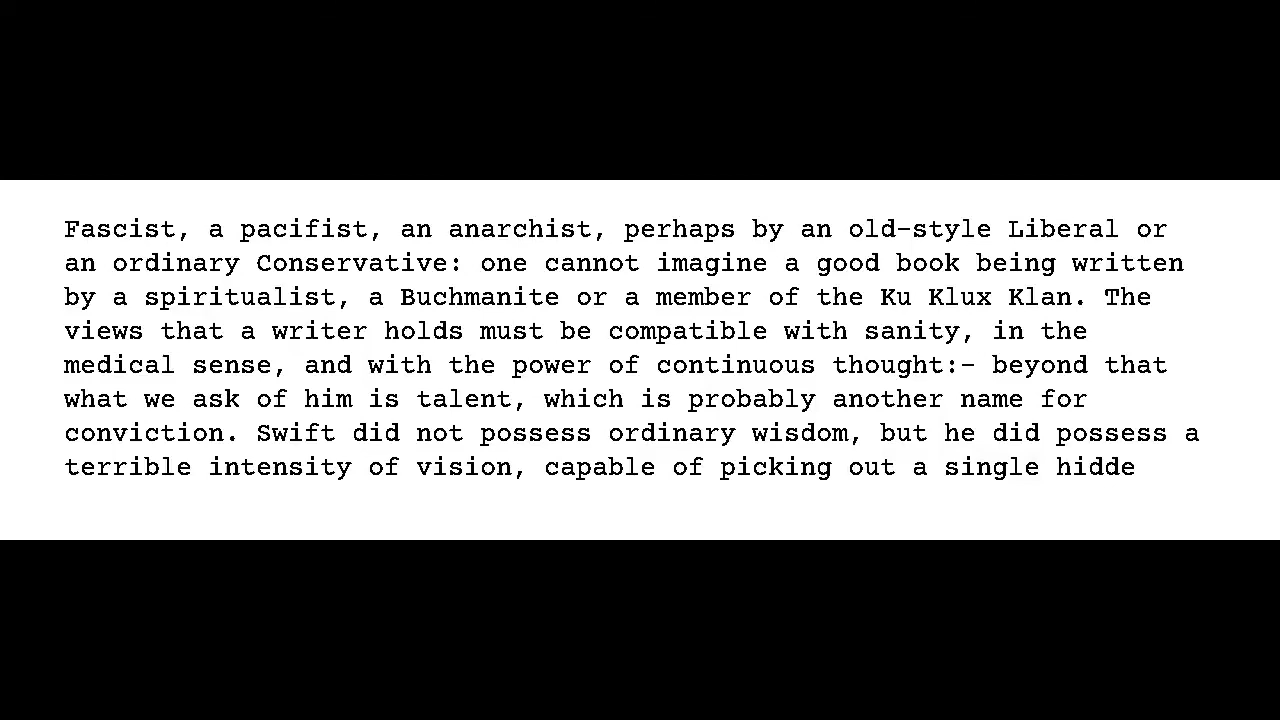 Fascist, a pacifist, an anarchist, perhaps by an old-style Liberal or
an ordinary Conservative: one cannot imagine a good book being written
by a spiritualist, a Buchmanite or a member of the Ku Klux Klan. The
views that a writer holds must be compatible with sanity, in the
medical sense, and with the power of continuous thought:- beyond that
what we ask of him is talent, which is probably another name for
conviction. Swift did not possess ordinary wisdom, but he did possess a
terrible intensity of vision, capable of picking out a single hidde